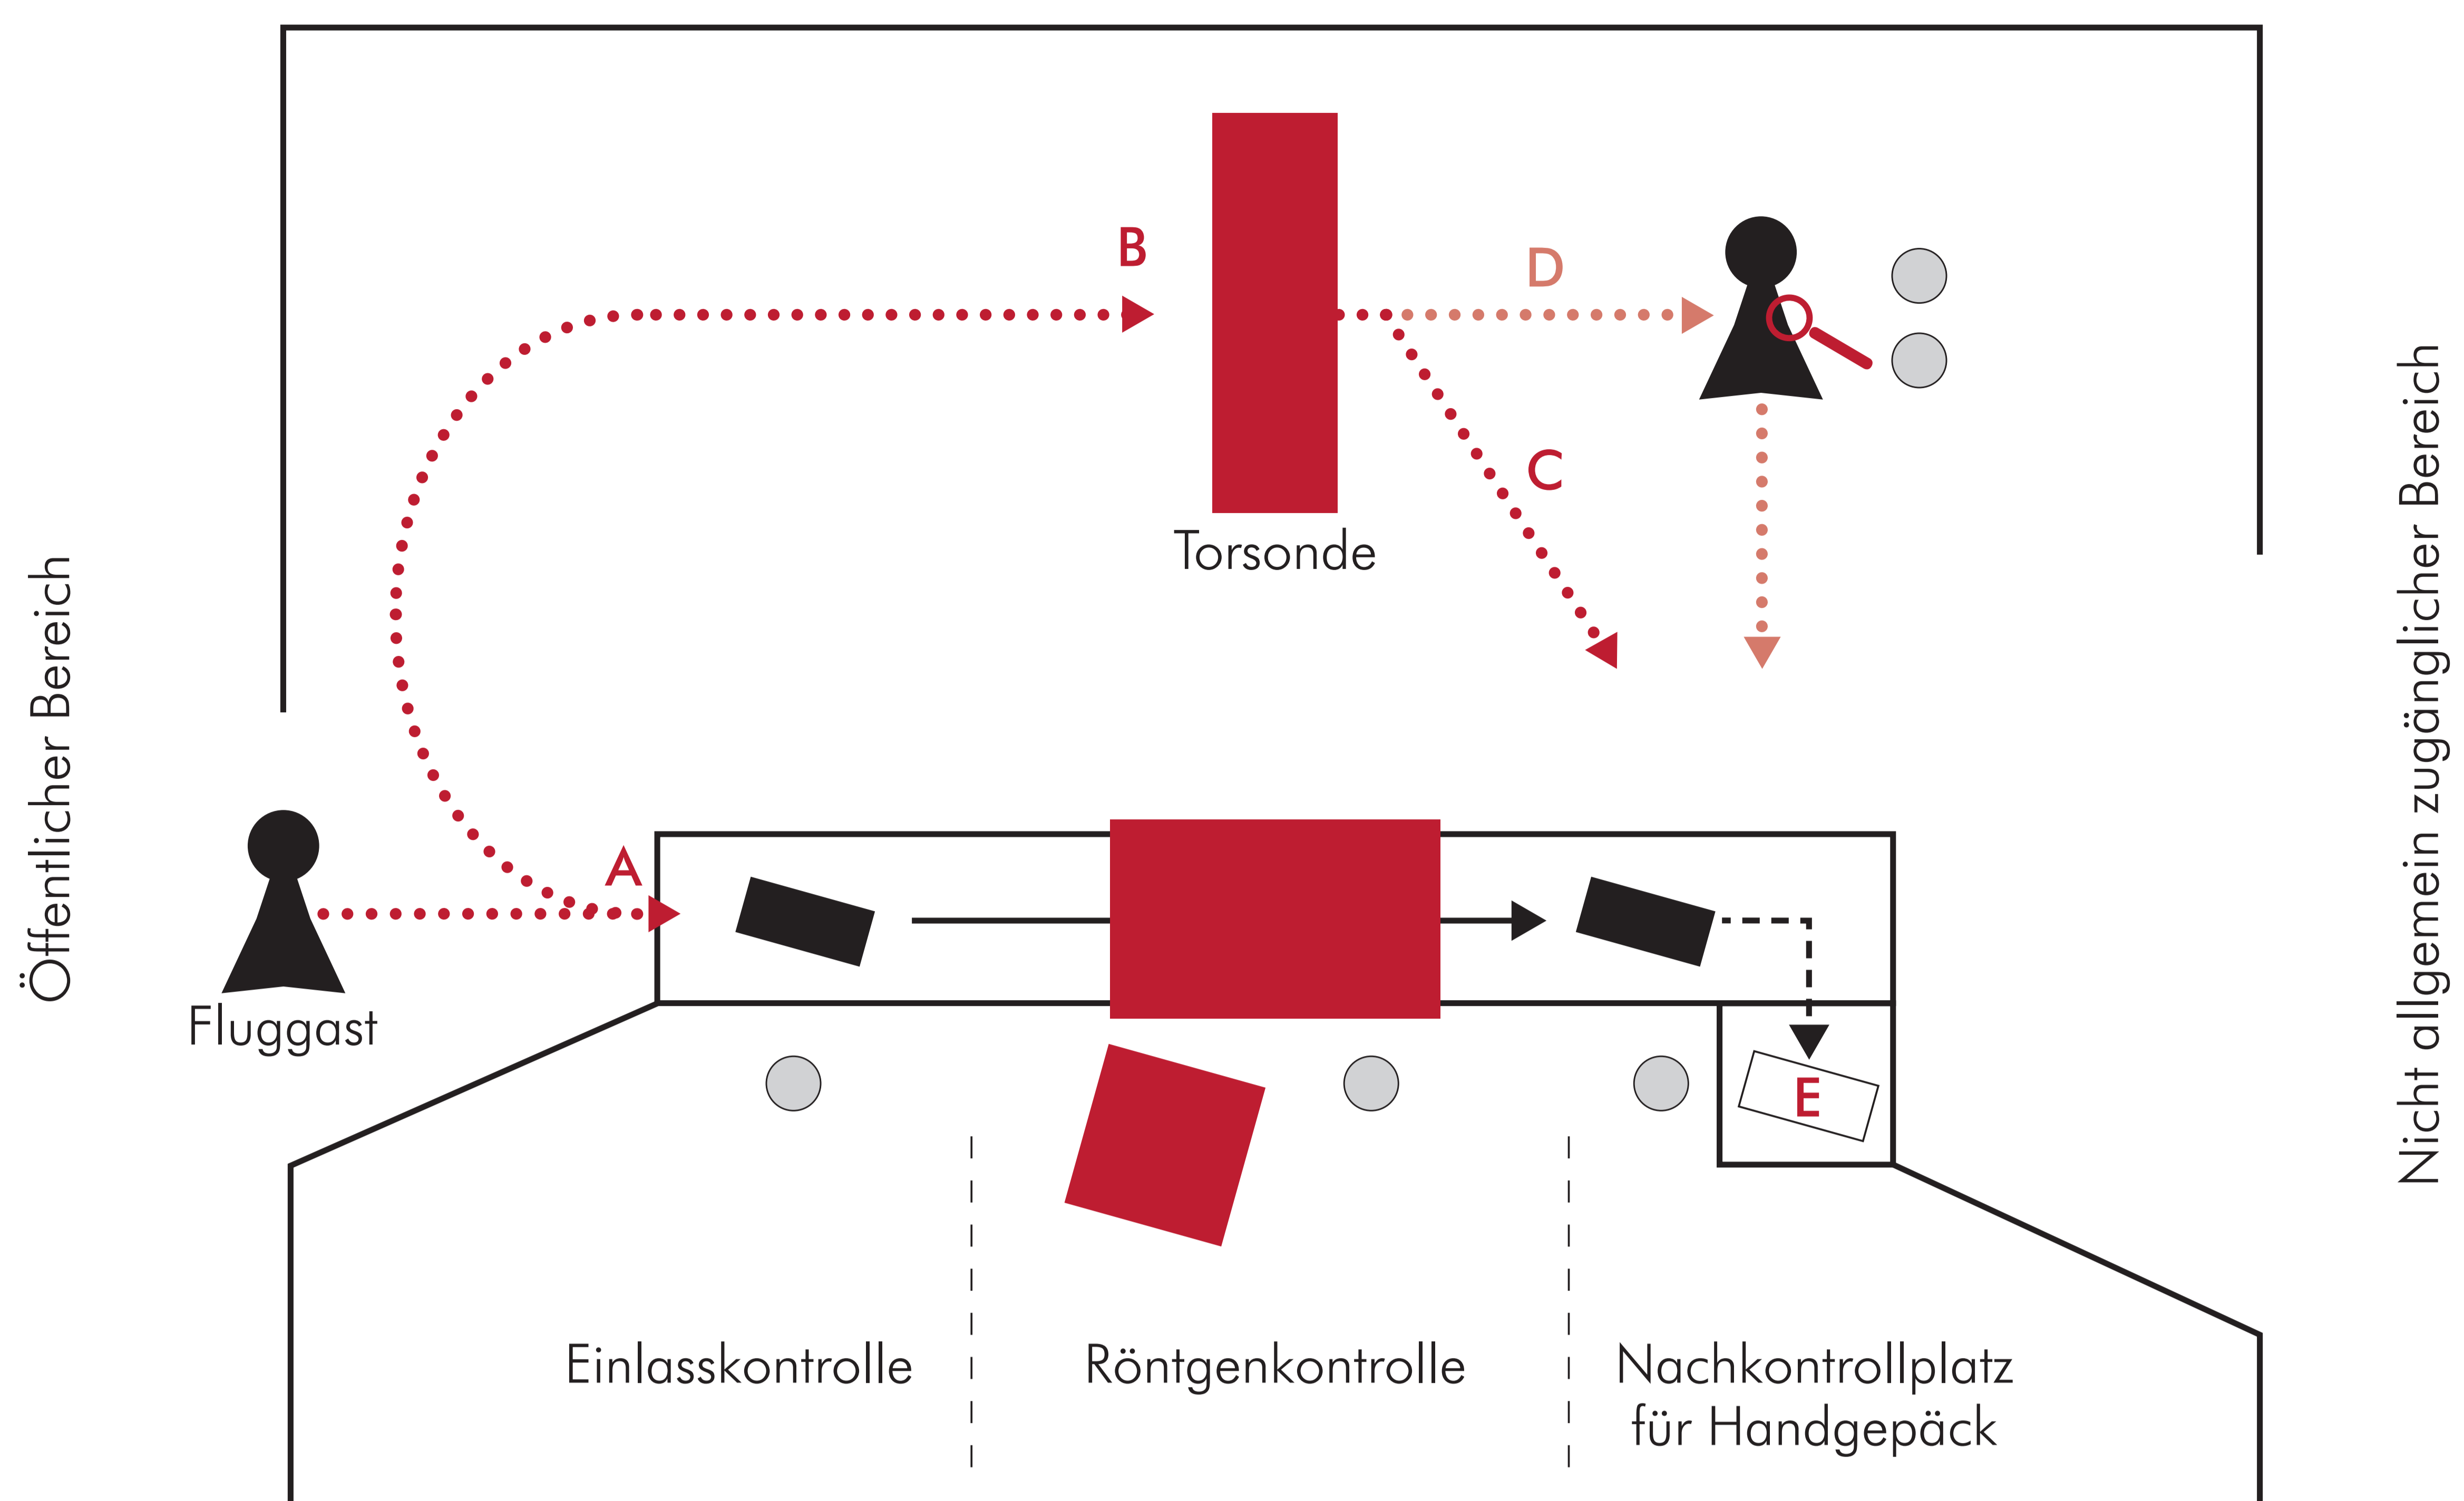 Öffentlicher Bereich
B
D
C
Torsonde
A
Fluggast
E
Einlasskontrolle
Röntgenkontrolle
Nachkontrollplatz
für Handgepäck
Nicht allgemein zugänglicher Bereich